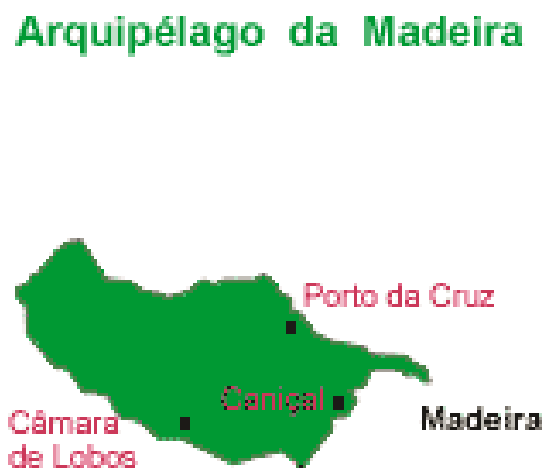 Arquipélago da Madeira
Porto da Cruz
Caniçal
Madeira
Câmara
de Lobos